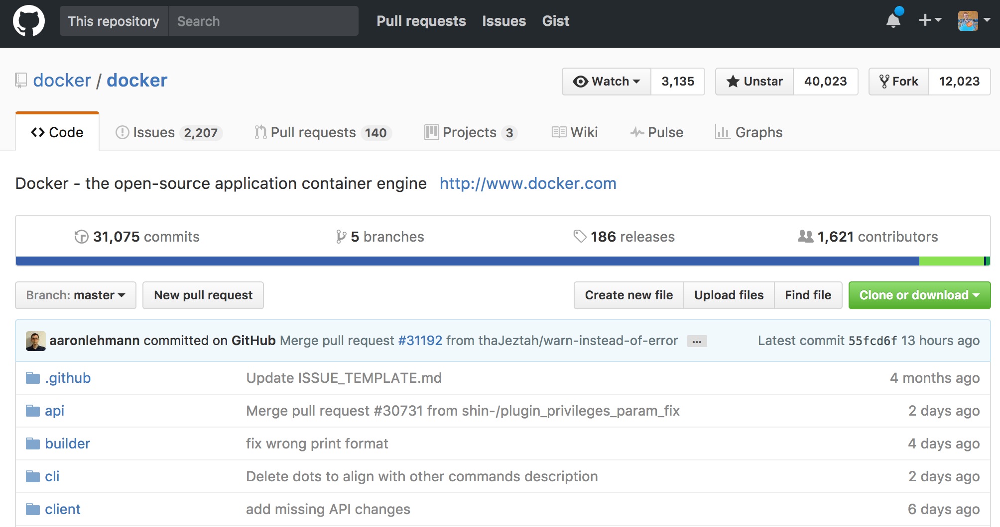 This repository Search Pull requests Issues Gist
docker / docker Watch 3,135 Unstar 40,023 Fork 12,023
Code Issues 2,207 Pull requests 140 Projects 3 Wiki Pulse Graphs
Docker - the open-source application container engine http://www.docker.com
31,075 commits 5 branches 186 releases 1,621 contributors
Branch: master New pull request Create new file Upload files Find file Clone or download
aaronlehmann committed on GitHub Merge pull request #31192 from thaJeztah/warn-instead-of-error … Latest commit 55fcd6f 13 hours ago
.github Update ISSUE_TEMPLATE.md 4 months ago
api Merge pull request #30731 from shin-/plugin_privileges_param_fix 2 days ago
builder fix wrong print format 4 days ago
cli Delete dots to align with other commands description 2 days ago
client add missing API changes 6 days ago